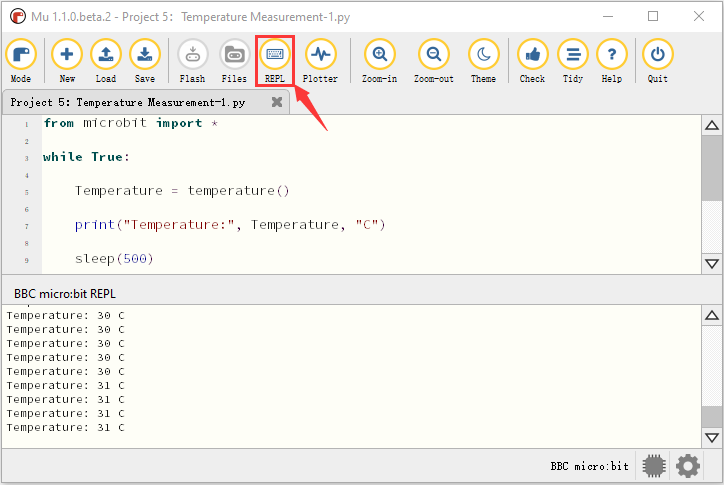 Mu 1.1.0.beta.2 - Project 5： Temperature Measurement-1.py
Mode New Load Save Flash Files REPL Plotter Zoom-in Zoom-out Theme Check Tidy Help Quit
Project 5： Temperature Measurement-1.py
1 from microbit import *
2
3 while True:
4
5 Temperature = temperature()
6
7 print("Temperature:", Temperature, "C")
8
9 sleep(500)
BBC micro:bit REPL
Temperature: 30 C
Temperature: 30 C
Temperature: 30 C
Temperature: 30 C
Temperature: 30 C
Temperature: 31 C
Temperature: 31 C
Temperature: 31 C
Temperature: 31 C
BBC micro:bit